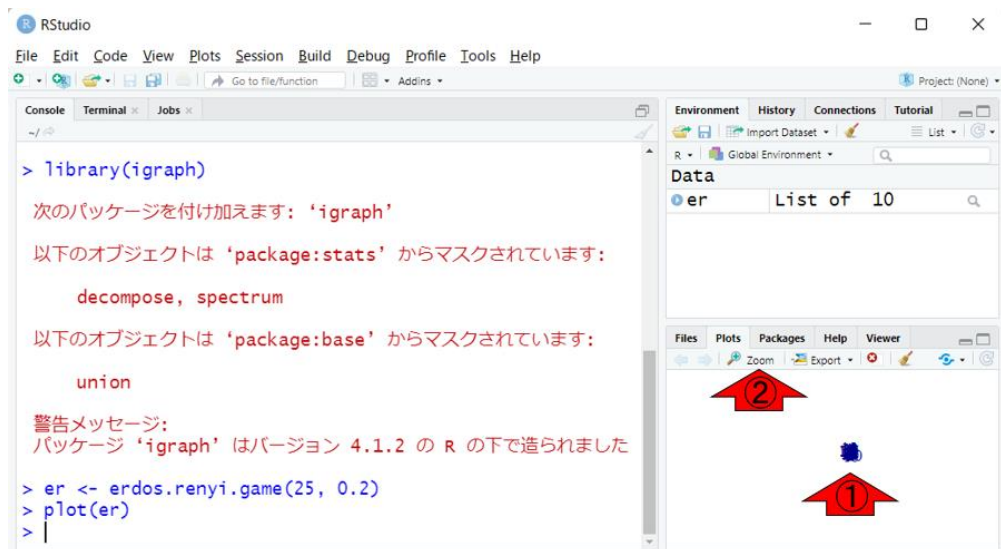 RStudio
File Edit Code View Plots Session Build Debug Profile Tools Help
Go to file/function Addins Project: (None)
Console Terminal Jobs
~/
> library(igraph)
次のパッケージを付け加えます: ‘igraph’
以下のオブジェクトは ‘package:stats’ からマスクされています:
decompose, spectrum
以下のオブジェクトは ‘package:base’ からマスクされています:
union
警告メッセージ:
パッケージ ‘igraph’ はバージョン 4.1.2 の R の下で造られました
> er <- erdos.renyi.game(25, 0.2)
> plot(er)
>
Environment History Connections Tutorial
Import Dataset List
R Global Environment
Data
er List of 10
Files Plots Packages Help Viewer
Zoom Export
②
①